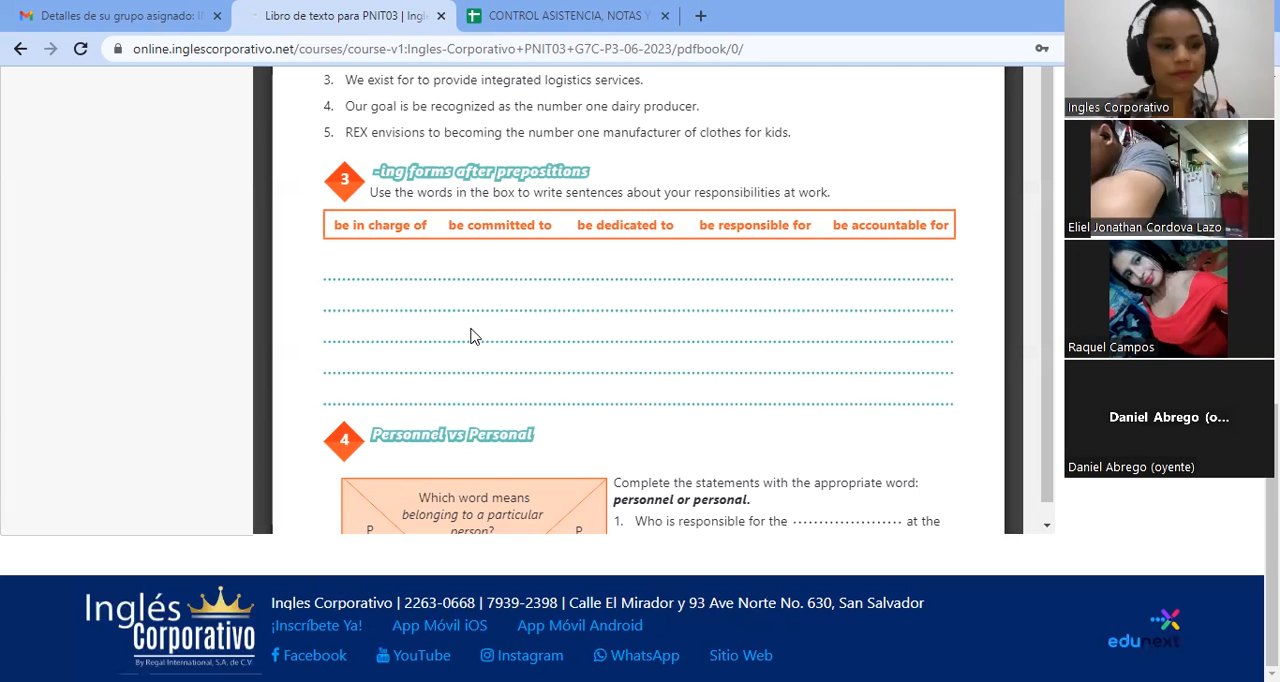 Detalles de su grupo asignado: I
Libro de texto para PNIT03 | Ingl
CONTROL ASISTENCIA, NOTAS Y
online.inglescorporativo.net/courses/course-v1:Ingles-Corporativo+PNIT03+G7C-P3-06-2023/pdfbook/0/
3. We exist for to provide integrated logistics services.
4. Our goal is be recognized as the number one dairy producer.
5. REX envisions to becoming the number one manufacturer of clothes for kids.
3 -ing forms after prepositions
Use the words in the box to write sentences about your responsibilities at work.
be in charge of be committed to be dedicated to be responsible for be accountable for
4 Personnel vs Personal
Which word means
belonging to a particular
person?
P P
Complete the statements with the appropriate word:
personnel or personal.
1. Who is responsible for the .................... at the
Ingles Corporativo
Eliel Jonathan Cordova Lazo
Raquel Campos
Daniel Abrego (o...
Daniel Abrego (oyente)
Inglés
Corporativo
By Regal International, S.A. de C.V
Ingles Corporativo | 2263-0668 | 7939-2398 | Calle El Mirador y 93 Ave Norte No. 630, San Salvador
¡Inscríbete Ya! App Móvil iOS App Móvil Android
Facebook YouTube Instagram WhatsApp Sitio Web
edunext